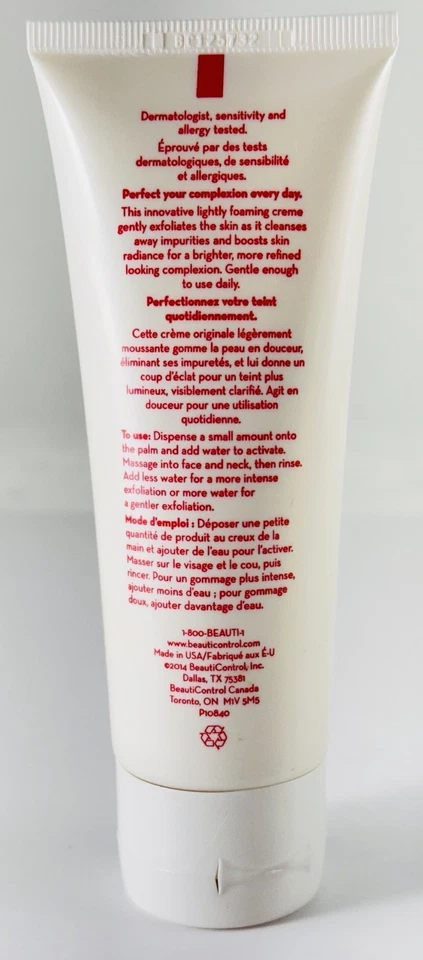 Dermatologist, sensitivity and
allergy tested.
Éprouvé par des tests
dermatologiques, de sensibilité
et allergiques.
Perfect your complexion every day.
This innovative lightly foaming creme
gently exfoliates the skin as it cleanses
away impurities and boosts skin
radiance for a brighter, more refined
looking complexion. Gentle enough
to use daily.
Perfectionnez votre teint
quotidiennement.
Cette crème originale légèrement
moussante gomme la peau en douceur,
éliminant ses impuretés, et lui donne un
coup d'éclat pour un teint plus
lumineux, visiblement clarifié. Agit en
douceur pour une utilisation
quotidienne.
To use: Dispense a small amount onto
the palm and add water to activate.
Massage into face and neck, then rinse.
Add less water for a more intense
exfoliation or more water for
a gentler exfoliation.
Mode d'emploi : Déposer une petite
quantité de produit au creux de la
main et ajouter de l'eau pour l'activer.
Masser sur le visage et le cou, puis
rincer. Pour un gommage plus intense,
ajouter moins d'eau ; pour gommage
doux, ajouter davantage d'eau.
1-800-BEAUTI-1
www.beauticontrol.com
Made in USA/Fabriqué aux É-U
©2014 BeautiControl, Inc.
Dallas, TX 75381
BeautiControl Canada
Toronto, ON M1V 5M5
P10840